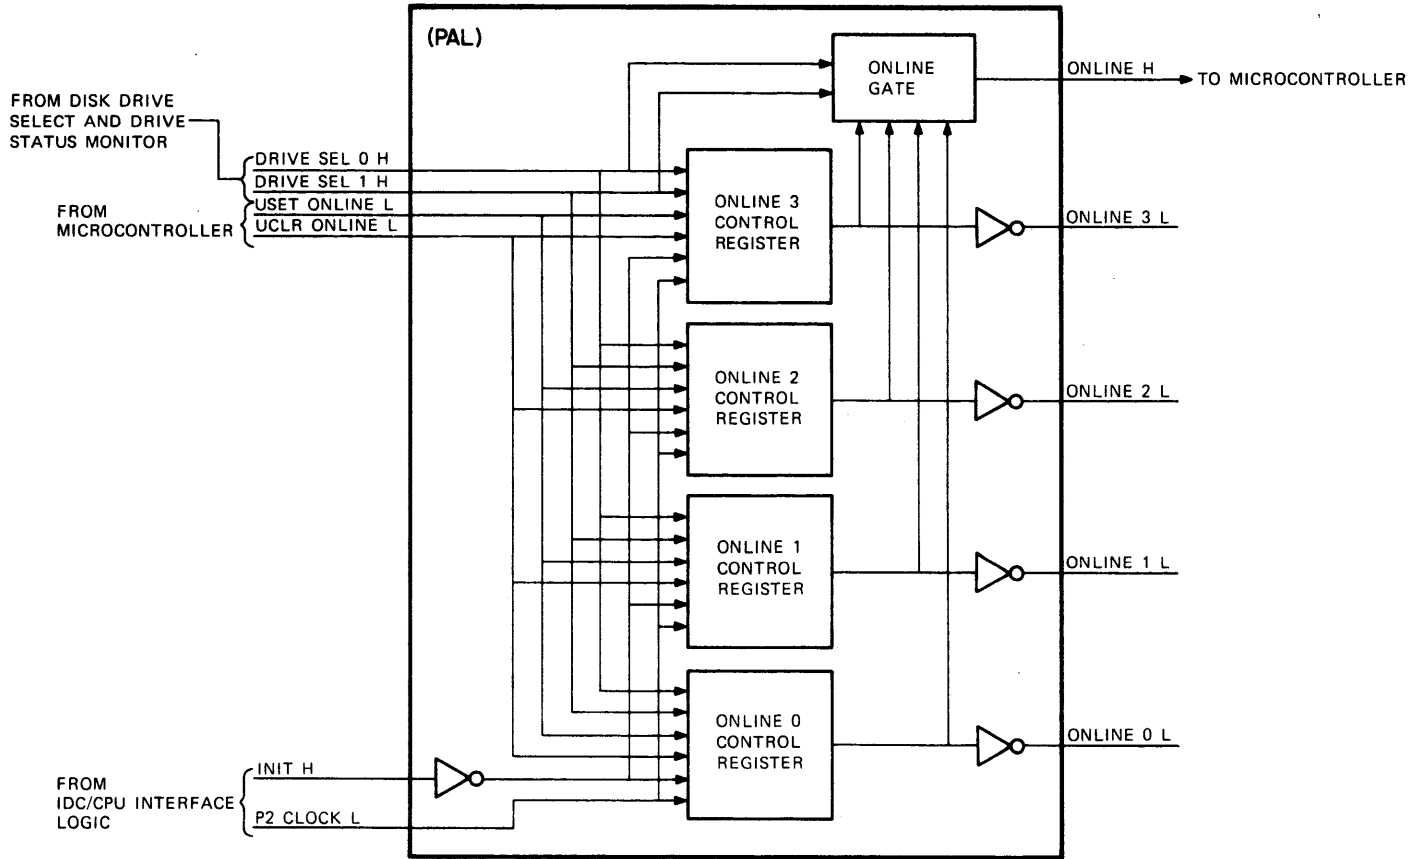 (PAL)
ONLINE
GATE
ONLINE H
TO MICROCONTROLLER
FROM DISK DRIVE
SELECT AND DRIVE
STATUS MONITOR
DRIVE SEL 0 H
DRIVE SEL 1 H
USET ONLINE L
UCLR ONLINE L
FROM
MICROCONTROLLER
ONLINE 3
CONTROL
REGISTER
ONLINE 3 L
ONLINE 2
CONTROL
REGISTER
ONLINE 2 L
ONLINE 1
CONTROL
REGISTER
ONLINE 1 L
ONLINE 0
CONTROL
REGISTER
ONLINE 0 L
INIT H
FROM
IDC/CPU INTERFACE
LOGIC
P2 CLOCK L